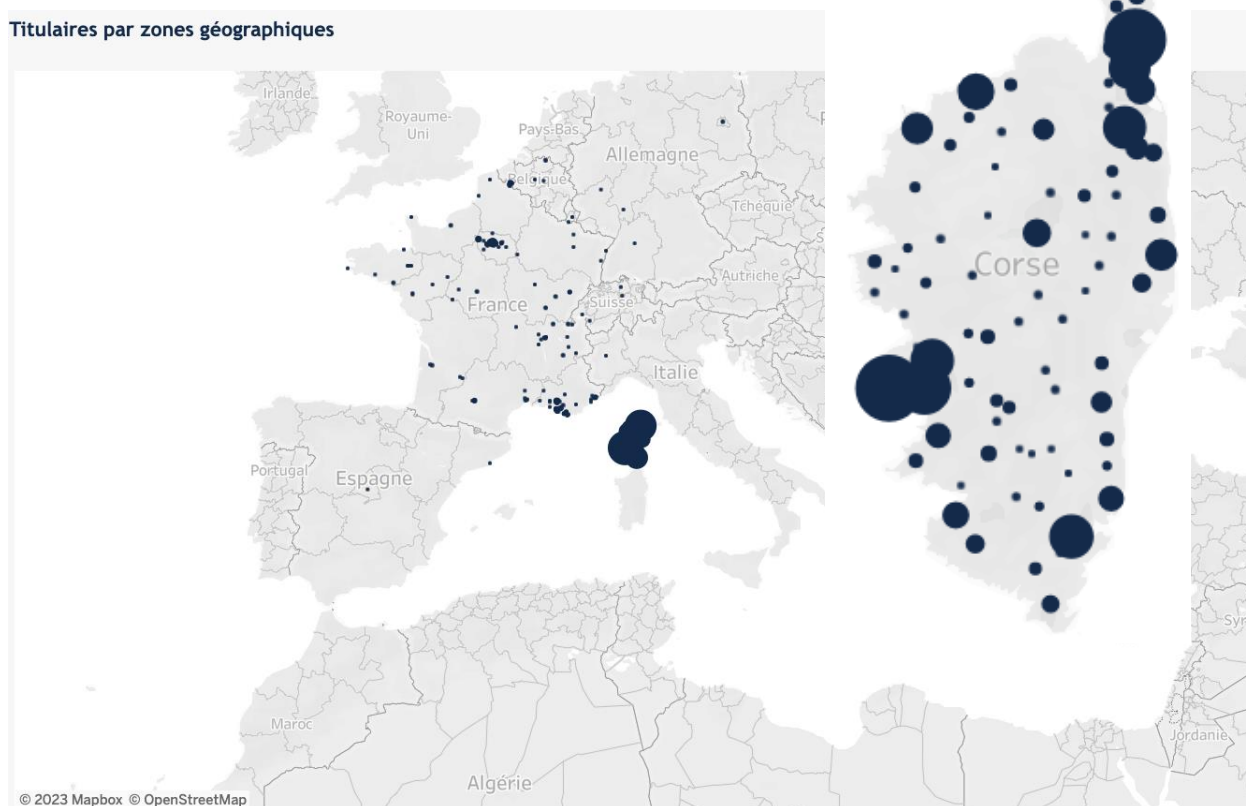 Titulaires par zones géographiques
Irlande
Royaume-
Uni
Pays-Bas
Allemagne
Belgique
Tchéquie
Autriche
France
Suisse
Italie
Portugal
Espagne
Corse
Maroc
Algérie
Jordanie
© 2023 Mapbox © OpenStreetMap